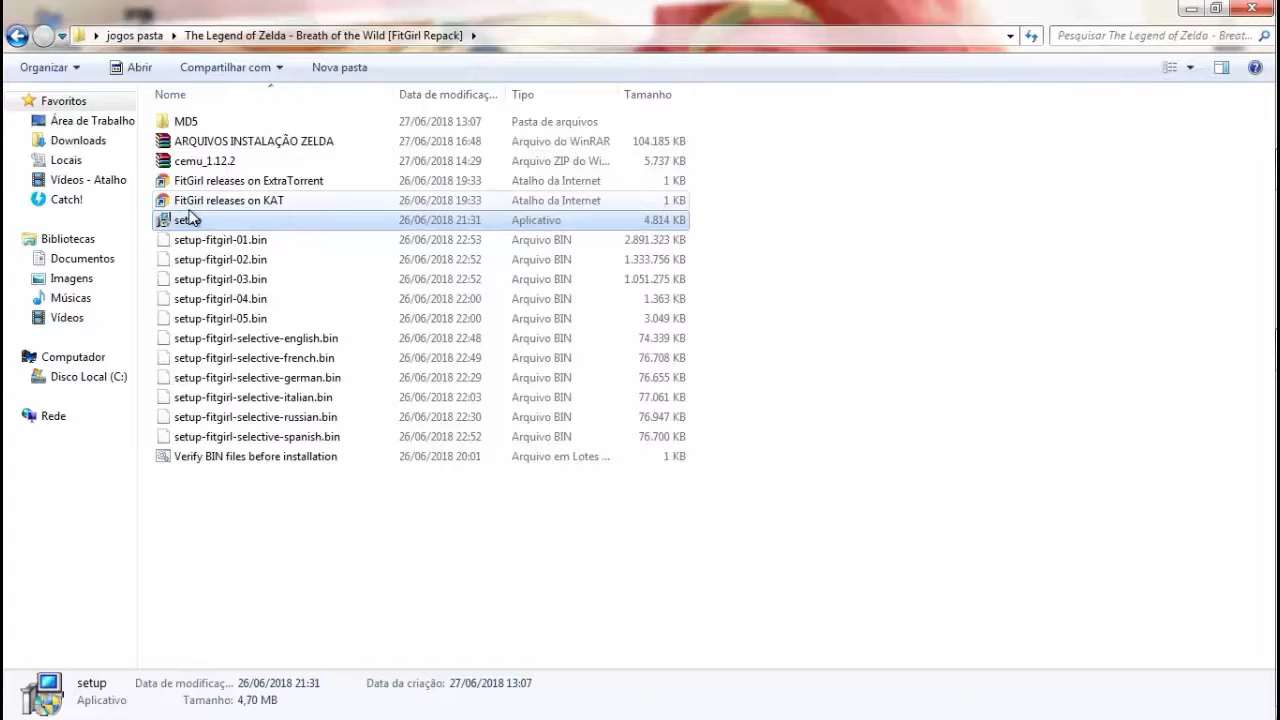 jogos pasta The Legend of Zelda - Breath of the Wild [FitGirl Repack] Pesquisar The Legend of Zelda - Breat...
Organizar Abrir Compartilhar com Nova pasta
Nome Data de modificaç... Tipo Tamanho
Favoritos
Área de Trabalho
Downloads
Locais
Vídeos - Atalho
Catch!
Bibliotecas
Documentos
Imagens
Músicas
Vídeos
Computador
Disco Local (C:)
Rede
MD5 27/06/2018 13:07 Pasta de arquivos
ARQUIVOS INSTALAÇÃO ZELDA 27/06/2018 16:48 Arquivo do WinRAR 104.185 KB
cemu_1.12.2 27/06/2018 14:29 Arquivo ZIP do Wi... 5.737 KB
FitGirl releases on ExtraTorrent 26/06/2018 19:33 Atalho da Internet 1 KB
FitGirl releases on KAT 26/06/2018 19:33 Atalho da Internet 1 KB
setup 26/06/2018 21:31 Aplicativo 4.814 KB
setup-fitgirl-01.bin 26/06/2018 22:53 Arquivo BIN 2.891.323 KB
setup-fitgirl-02.bin 26/06/2018 22:52 Arquivo BIN 1.333.756 KB
setup-fitgirl-03.bin 26/06/2018 22:52 Arquivo BIN 1.051.275 KB
setup-fitgirl-04.bin 26/06/2018 22:00 Arquivo BIN 1.363 KB
setup-fitgirl-05.bin 26/06/2018 22:00 Arquivo BIN 3.049 KB
setup-fitgirl-selective-english.bin 26/06/2018 22:48 Arquivo BIN 74.339 KB
setup-fitgirl-selective-french.bin 26/06/2018 22:49 Arquivo BIN 76.708 KB
setup-fitgirl-selective-german.bin 26/06/2018 22:29 Arquivo BIN 76.655 KB
setup-fitgirl-selective-italian.bin 26/06/2018 22:03 Arquivo BIN 77.061 KB
setup-fitgirl-selective-russian.bin 26/06/2018 22:30 Arquivo BIN 76.947 KB
setup-fitgirl-selective-spanish.bin 26/06/2018 22:52 Arquivo BIN 76.700 KB
Verify BIN files before installation 26/06/2018 20:01 Arquivo em Lotes ... 1 KB
setup Data de modificaç... 26/06/2018 21:31 Data da criação: 27/06/2018 13:07
Aplicativo Tamanho: 4,70 MB